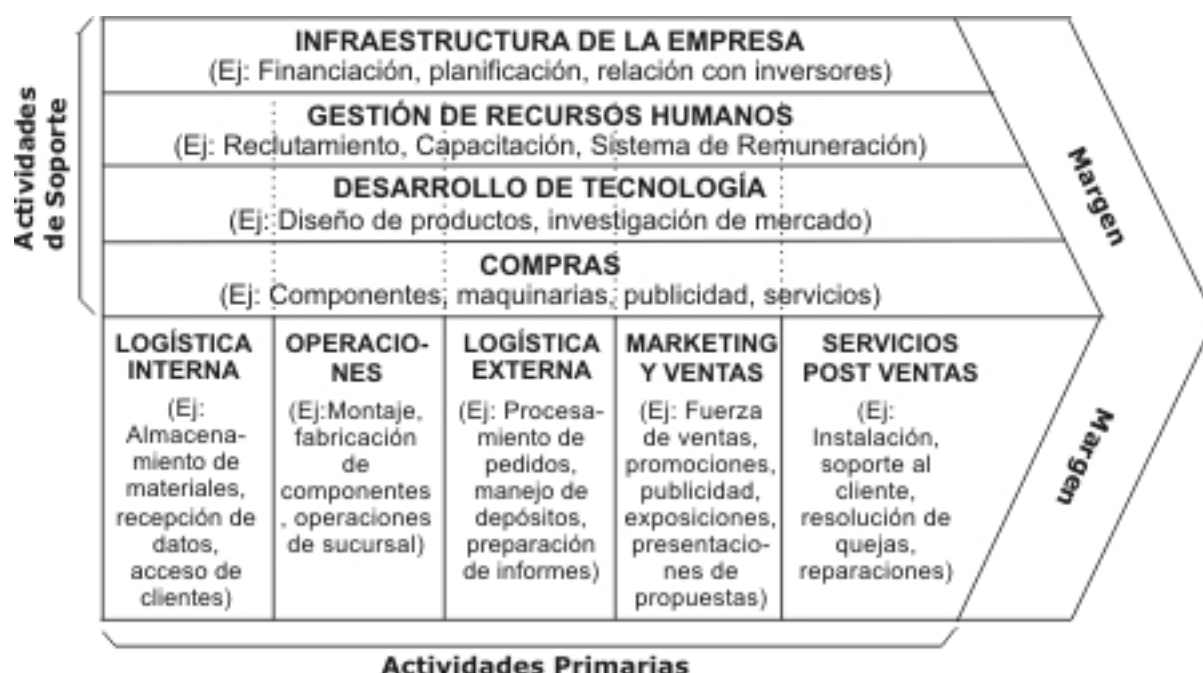 Actividades
de Soporte
INFRAESTRUCTURA DE LA EMPRESA
(Ej: Financiación, planificación, relación con inversores)
GESTIÓN DE RECURSOS HUMANOS
(Ej: Reclutamiento, Capacitación, Sistema de Remuneración)
DESARROLLO DE TECNOLOGÍA
(Ej: Diseño de productos, investigación de mercado)
COMPRAS
(Ej: Componentes, maquinarias, publicidad, servicios)
Margen
LOGÍSTICA
INTERNA
(Ej:
Almacena-
miento de
materiales,
recepción de
datos,
acceso de
clientes)
OPERACIO-
NES
(Ej:Montaje,
fabricación
de
componentes
, operaciones
de sucursal)
LOGÍSTICA
EXTERNA
(Ej: Procesa-
miento de
pedidos,
manejo de
depósitos,
preparación
de informes)
MARKETING
Y VENTAS
(Ej: Fuerza
de ventas,
promociones,
publicidad,
exposiciones,
presentacio-
nes de
propuestas)
SERVICIOS
POST VENTAS
(Ej:
Instalación,
soporte al
cliente,
resolución de
quejas,
reparaciones)
Margen
Actividades Primarias